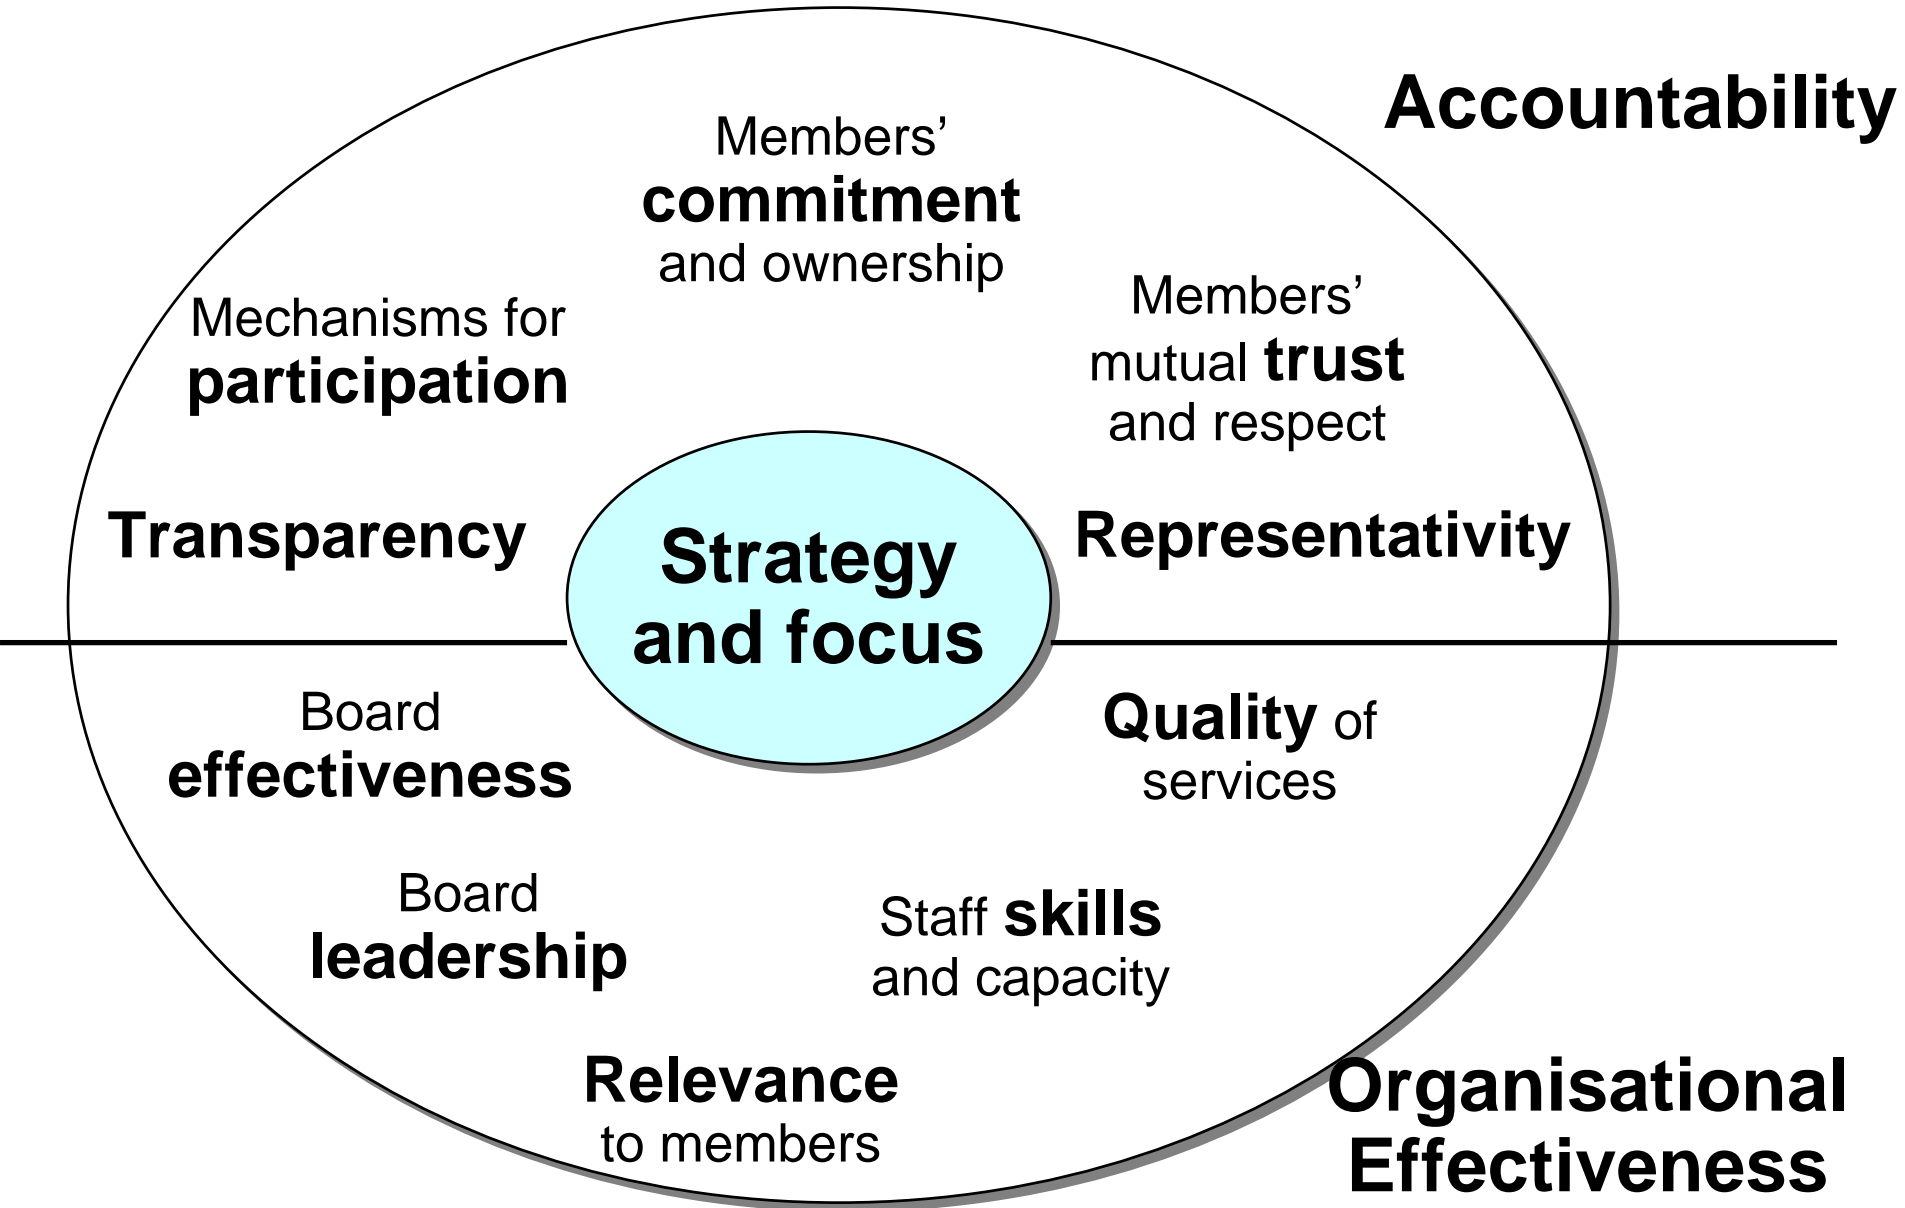 Accountability
Members’
commitment
and ownership
Members’
mutual trust
and respect
Mechanisms for
participation
Transparency
Strategy
and focus
Representativity
Board
effectiveness
Quality of
services
Board
leadership
Staff skills
and capacity
Relevance
to members
Organisational
Effectiveness